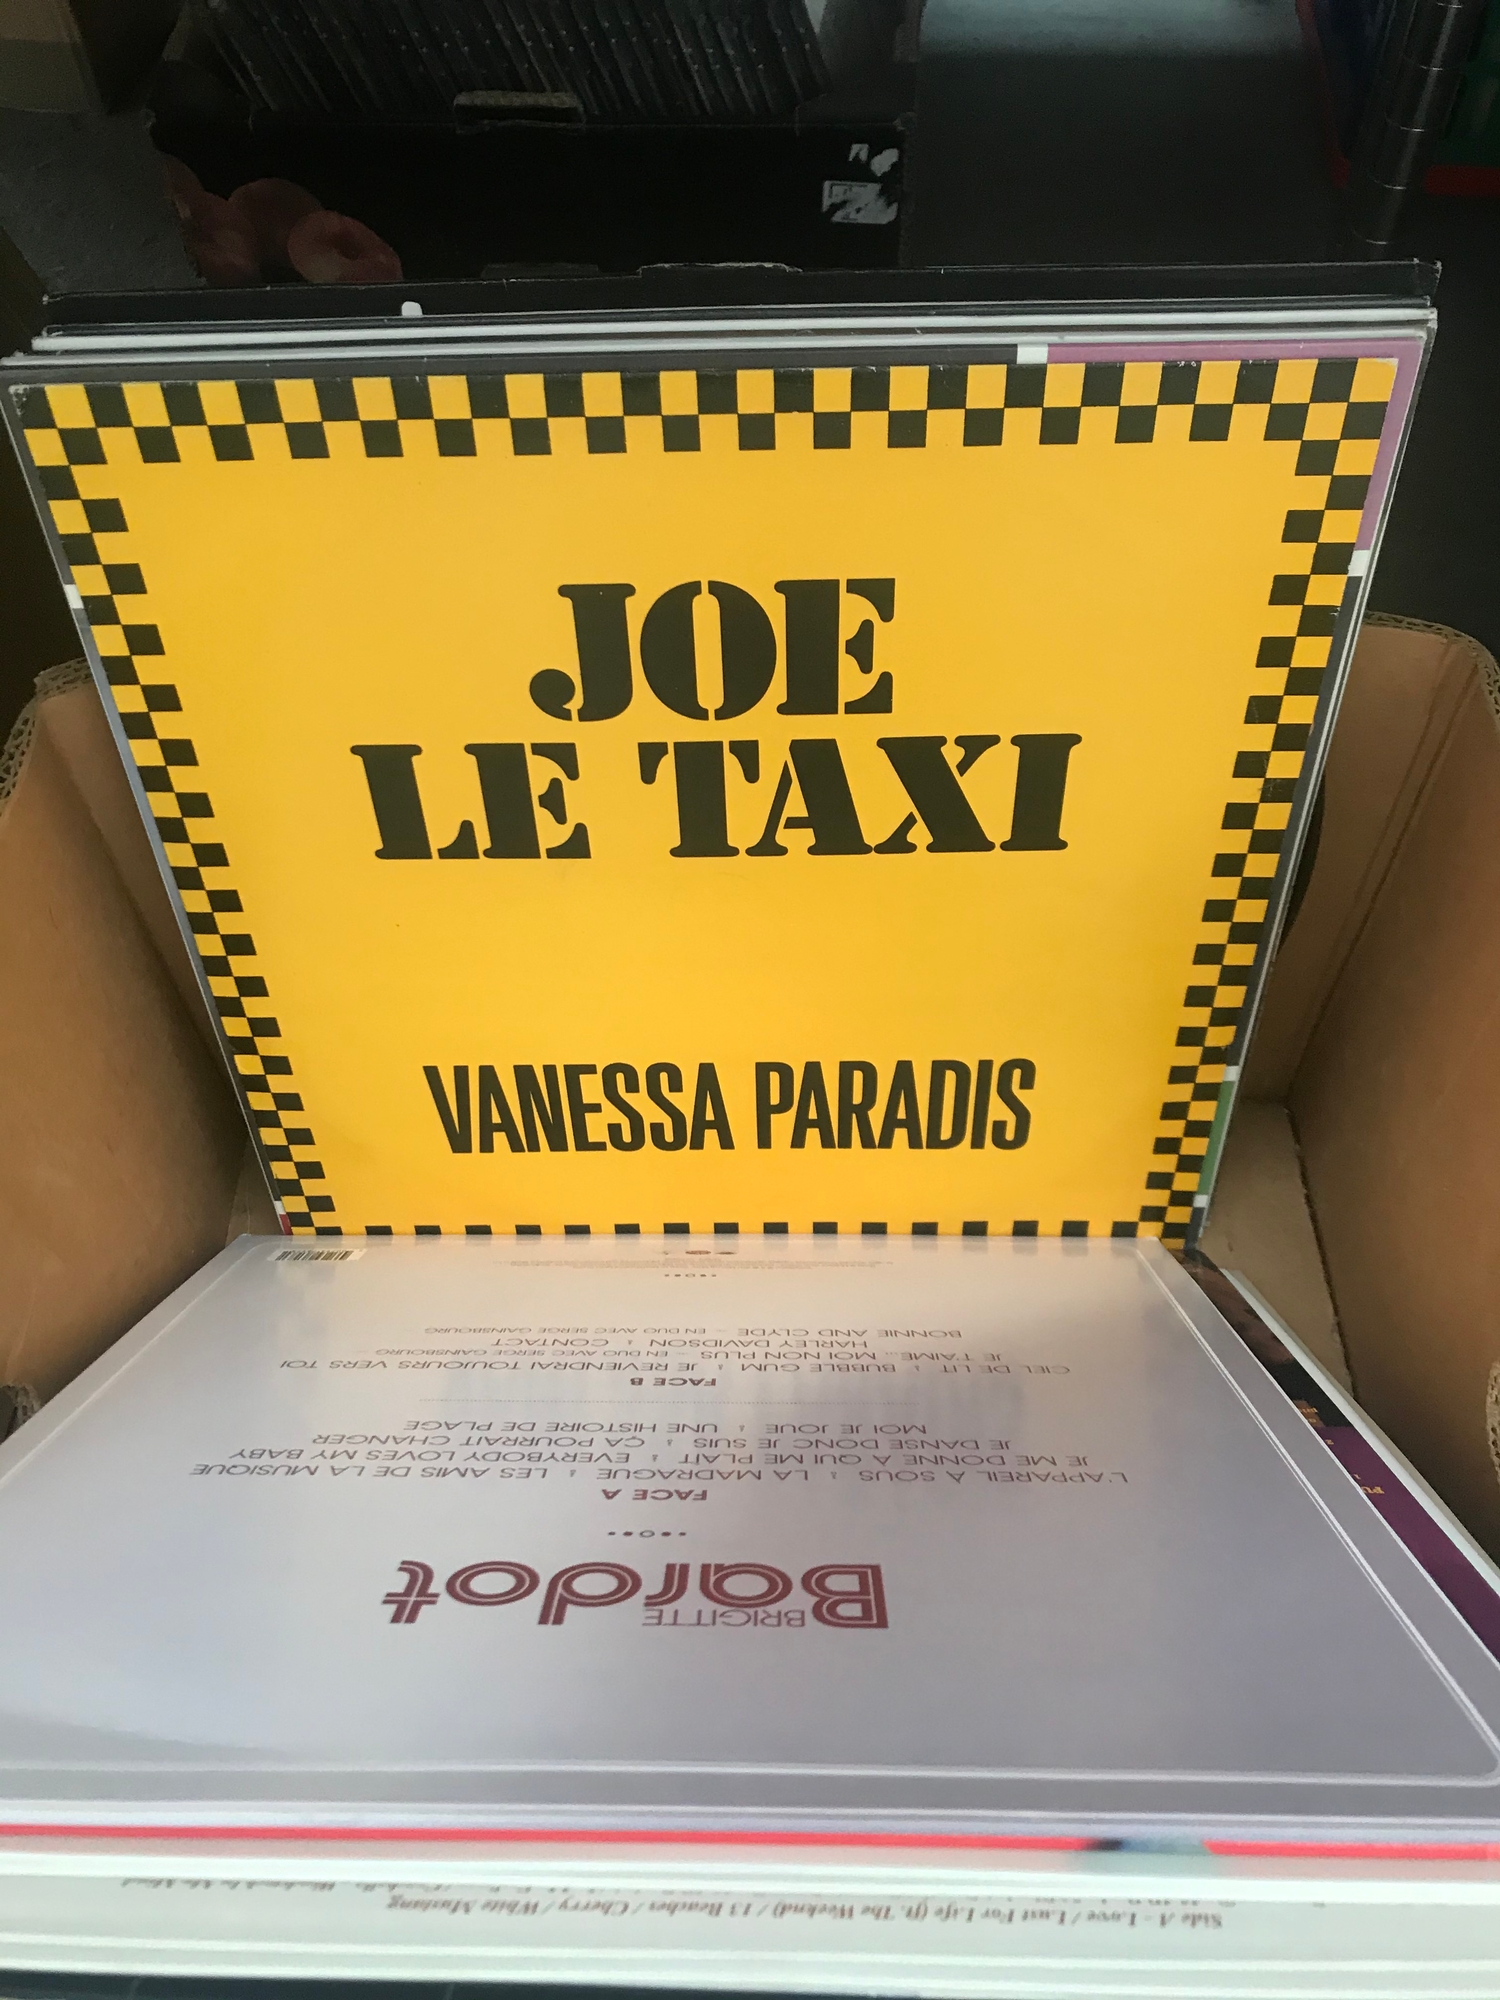 JOE
LE TAXI
VANESSA PARADIS
BRIGITTE
Bardot
FACE A
L'APPAREIL À SOUS & LA MADRAGUE & LES AMIS DE LA MUSIQUE
JE ME DONNE À QUI ME PLAÎT & EVERYBODY LOVES MY BABY
JE DANSE DONC JE SUIS & ÇA POURRAIT CHANGER
MOI JE JOUE & UNE HISTOIRE DE PLAGE
FACE B
CIEL DE LIT & BUBBLE GUM & JE REVIENDRAI TOUJOURS VERS TOI
JE T'AIME... MOI NON PLUS – EN DUO AVEC SERGE GAINSBOURG –
HARLEY DAVIDSON & CONTACT
BONNIE AND CLYDE – EN DUO AVEC SERGE GAINSBOURG
Side A - Love / Lust For Life (ft. The Weeknd) / 13 Beaches / Cherry / White Mustang